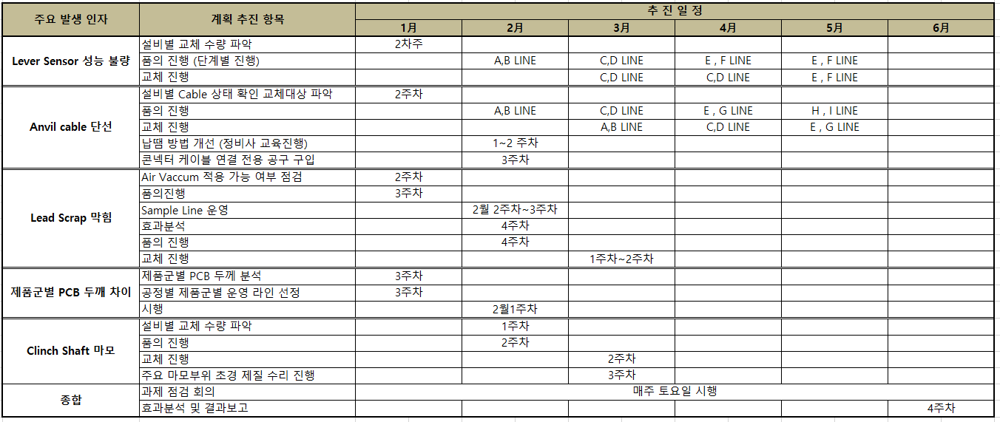 주요 발생 인자 계획 추진 항목 추 진 일 정
1月 2月 3月 4月 5月 6月
Lever Sensor 성능 불량
설비별 교체 수량 파악 2차주
품의 진행 (단계별 진행) A,B LINE C,D LINE E , F LINE E , F LINE
교체 진행 C,D LINE C,D LINE E , F LINE
Anvil cable 단선
설비별 Cable 상태 확인 교체대상 파악 2주차
품의 진행 A,B LINE C,D LINE E , G LINE H , I LINE
교체 진행 A,B LINE C,D LINE E , G LINE
납땜 방법 개선 (정비사 교육진행) 1~2 주차
콘넥터 케이블 연결 전용 공구 구입 3주차
Lead Scrap 막힘
Air Vaccum 적용 가능 여부 점검 2주차
품의진행 3주차
Sample Line 운영 2월 2주차~3주차
효과분석 4주차
품의 진행 4주차
교체 진행 1주차~2주차
제품군별 PCB 두깨 차이
제품군별 PCB 두께 분석 3주차
공정별 제품군별 운영 라인 선정 3주차
시행 2월1주차
Clinch Shaft 마모
설비별 교체 수량 파악 1주차
품의 진행 2주차
교체 진행 2주차
주요 마모부위 초경 제질 수리 진행 3주차
종합
과제 점검 회의 매주 토요일 시행
효과분석 및 결과보고 4주차